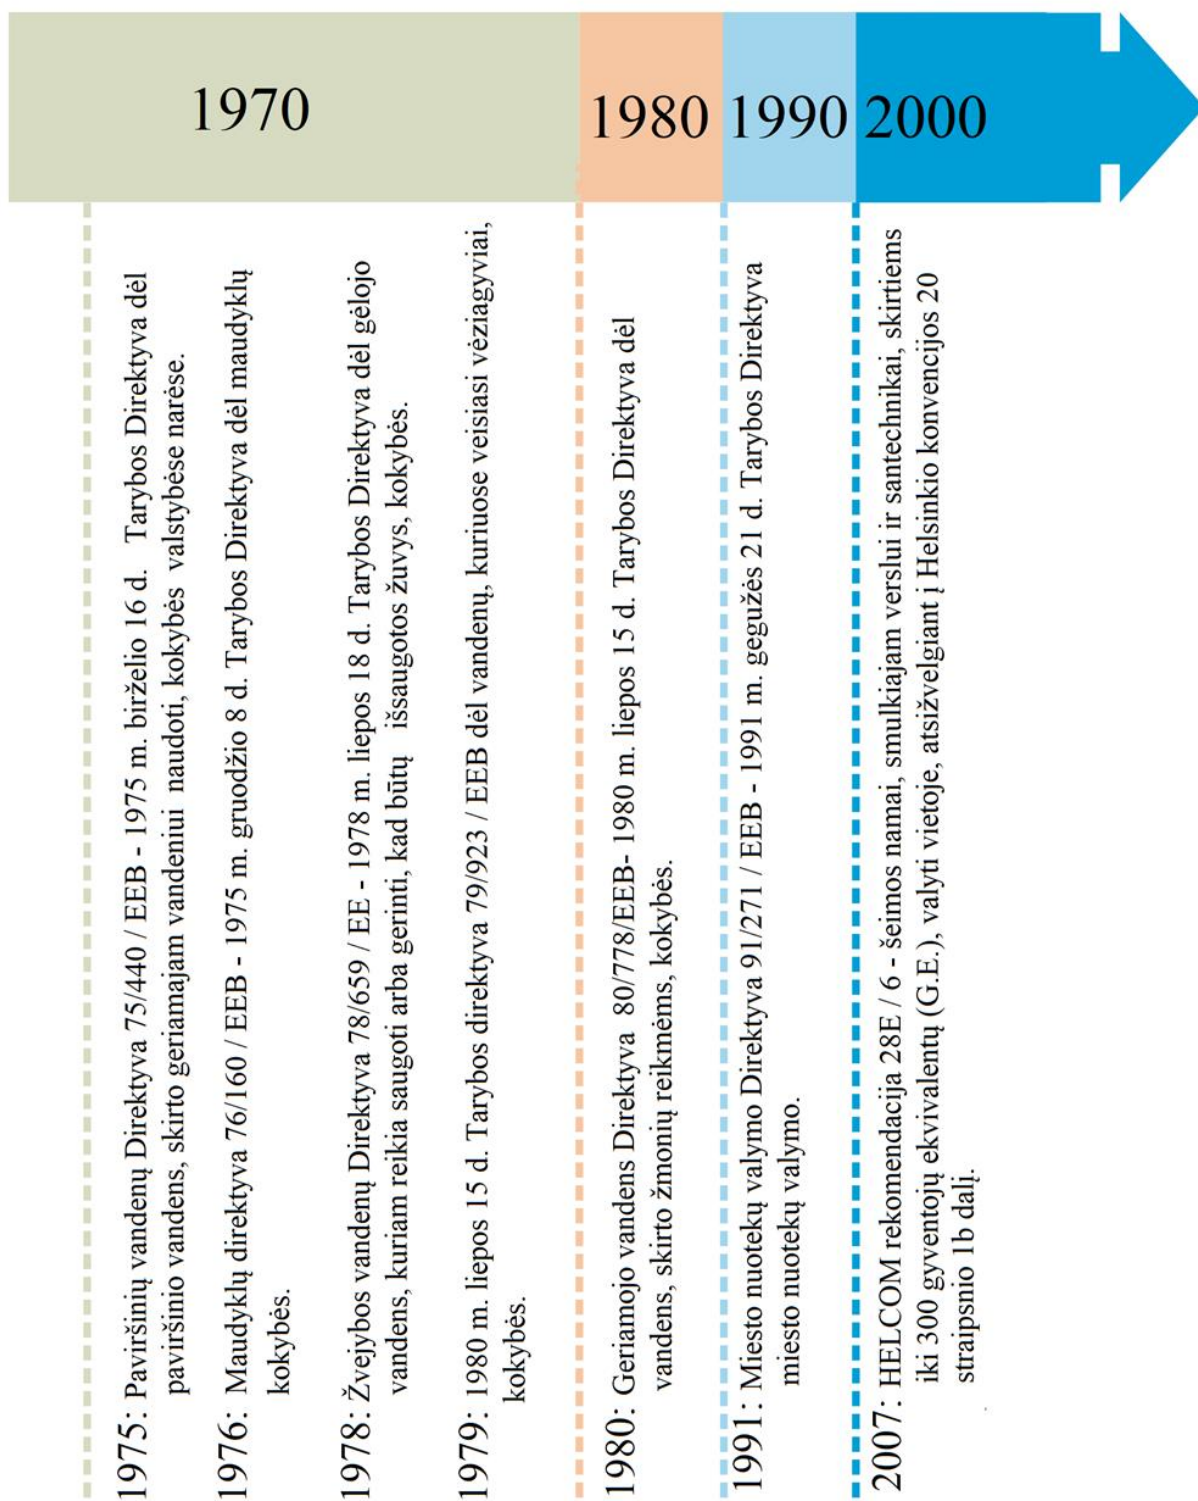 1970
1980
1990
2000
1975: Paviršinių vandenų Direktyva 75/440 / EEB - 1975 m. birželio 16 d. Tarybos Direktyva dėl
paviršinio vandens, skirto geriamajam vandeniui naudoti, kokybės valstybėse narėse.
1976: Maudyklų direktyva 76/160 / EEB - 1975 m. gruodžio 8 d. Tarybos Direktyva dėl maudyklų
kokybės.
1978: Žvejybos vandenų Direktyva 78/659 / EE - 1978 m. liepos 18 d. Tarybos Direktyva dėl gėlojo
vandens, kuriam reikia saugoti arba gerinti, kad būtų išsaugotos žuvys, kokybės.
1979: 1980 m. liepos 15 d. Tarybos direktyva 79/923 / EEB dėl vandenų, kuriuose veisiasi vėžiagyviai,
kokybės.
1980: Geriamojo vandens Direktyva 80/778/EEB- 1980 m. liepos 15 d. Tarybos Direktyva dėl
vandens, skirto žmonių reikmėms, kokybės.
1991: Miesto nuotekų valymo Direktyva 91/271 / EEB - 1991 m. gegužės 21 d. Tarybos Direktyva
miesto nuotekų valymo.
2007: HELCOM rekomendacija 28E / 6 - šeimos namai, smulkiajam verslui ir santechnikai, skirtiems
iki 300 gyventojų ekvivalentų (G.E.), valyti vietoje, atsižvelgiant į Helsinkio konvencijos 20
straipsnio 1b dalį.